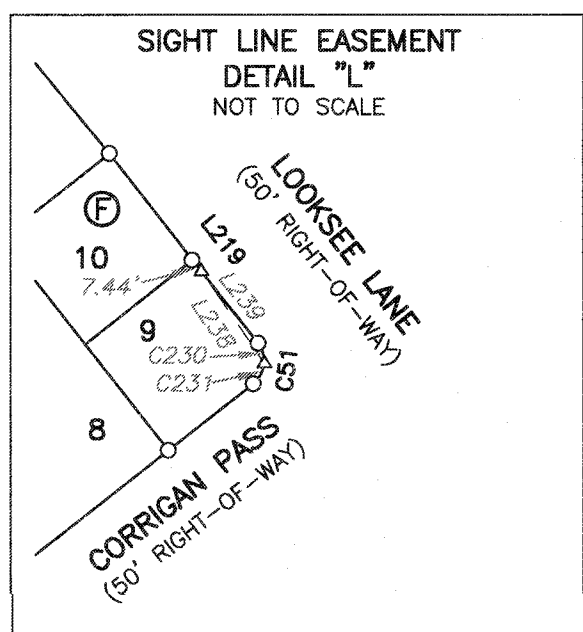 SIGHT LINE EASEMENT
DETAIL "L"
NOT TO SCALE
LOOKSEE LANE
(50' RIGHT-OF-WAY)
F
L219
10
7.44'
L239
L238
9
C230
C231
C51
8
CORRIGAN PASS
(50' RIGHT-OF-WAY)